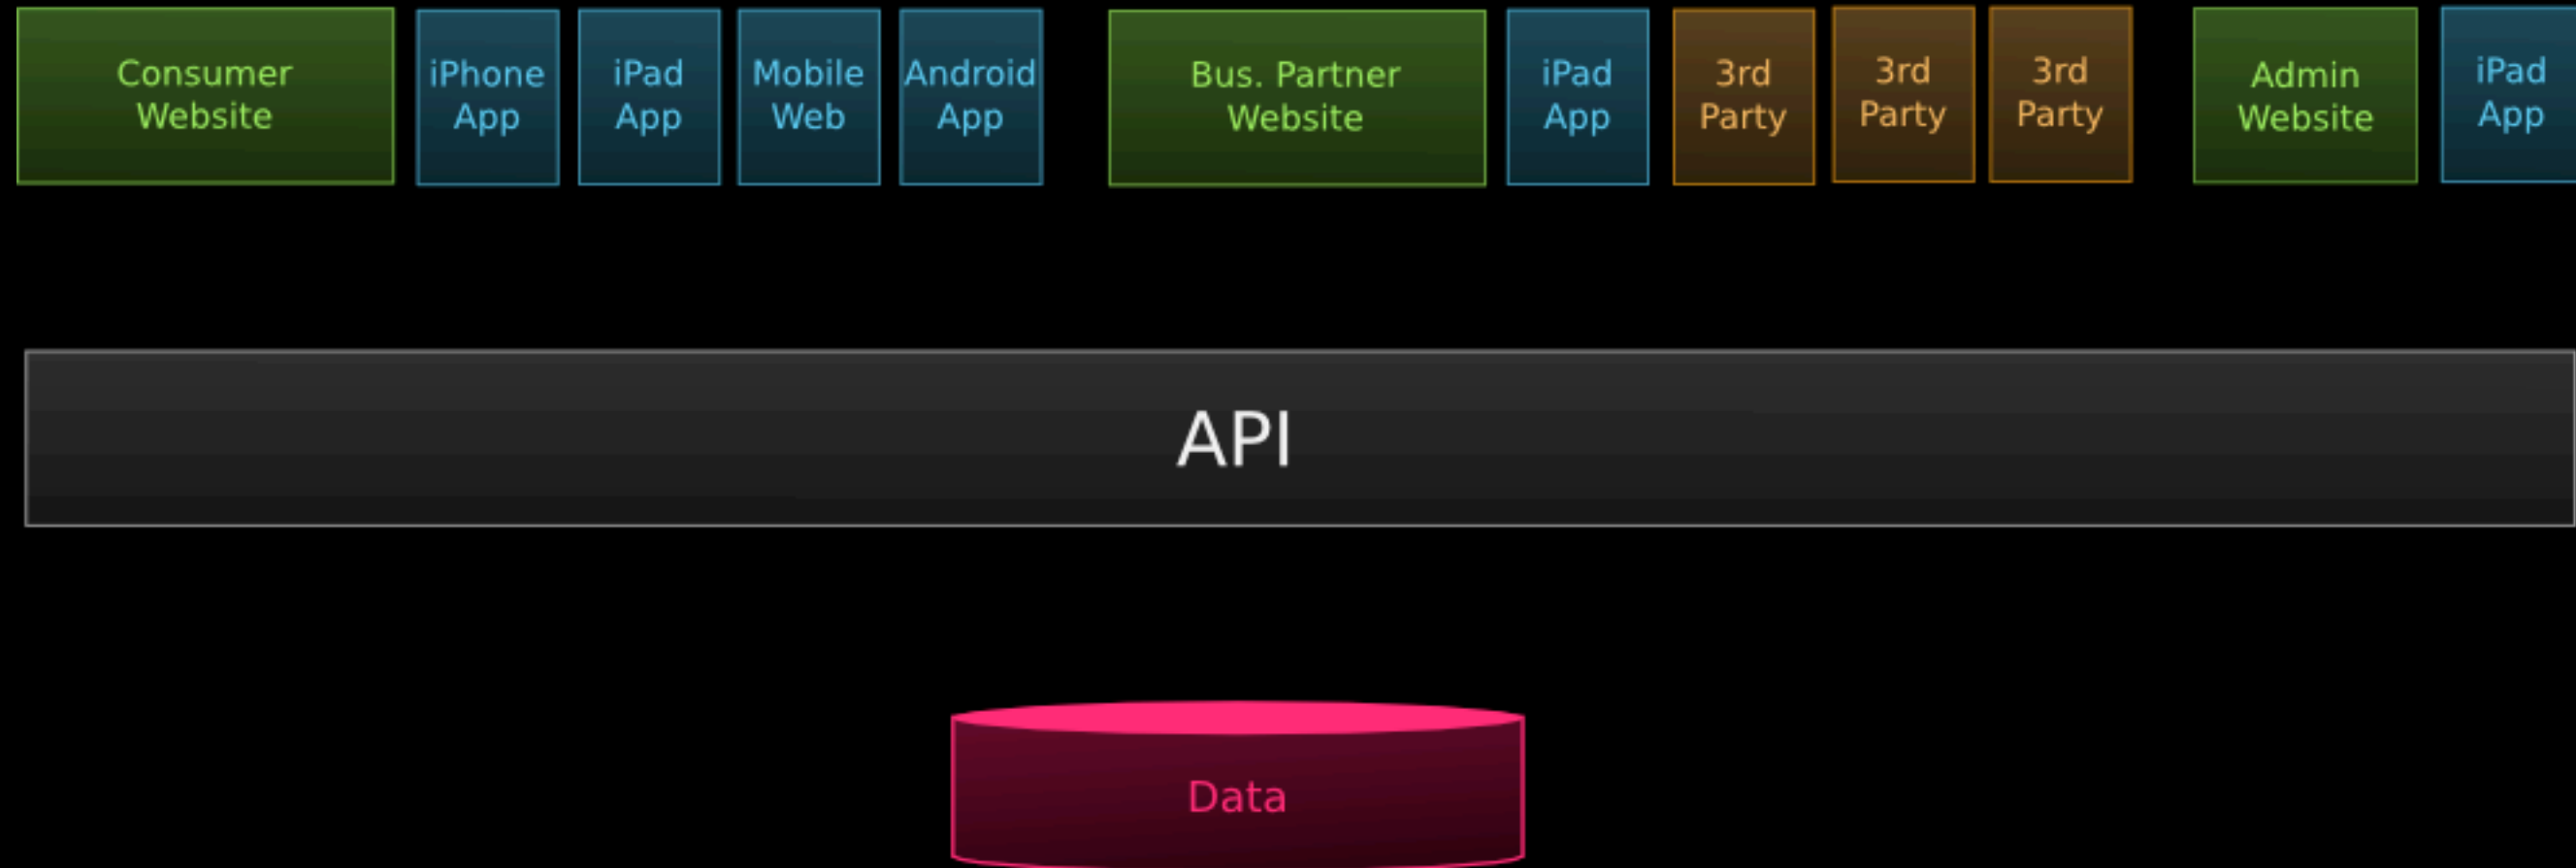 Consumer
Website
iPhone
App
iPad
App
Mobile
Web
Android
App
Bus. Partner
Website
iPad
App
3rd
Party
3rd
Party
3rd
Party
Admin
Website
iPad
App
API
Data